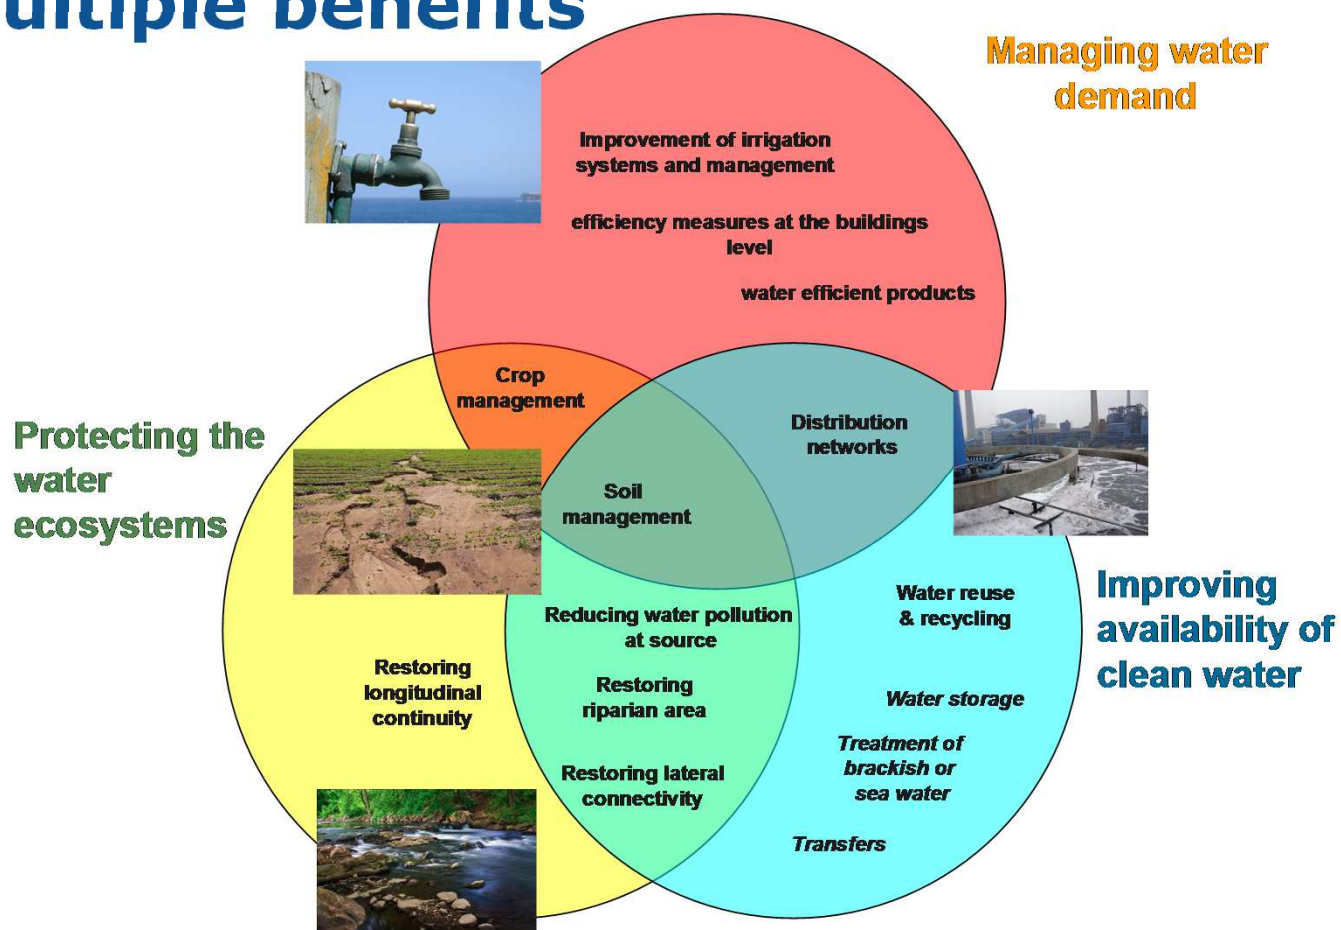 ultiple benefits
Managing water
demand
Improvement of irrigation
systems and management
efficiency measures at the buildings
level
water efficient products
Crop
management
Distribution
networks
Protecting the
water
ecosystems
Soil
management
Improving
availability of
clean water
Water reuse
& recycling
Reducing water pollution
at source
Restoring
longitudinal
continuity
Restoring
riparian area
Water storage
Treatment of
brackish or
sea water
Restoring lateral
connectivity
Transfers